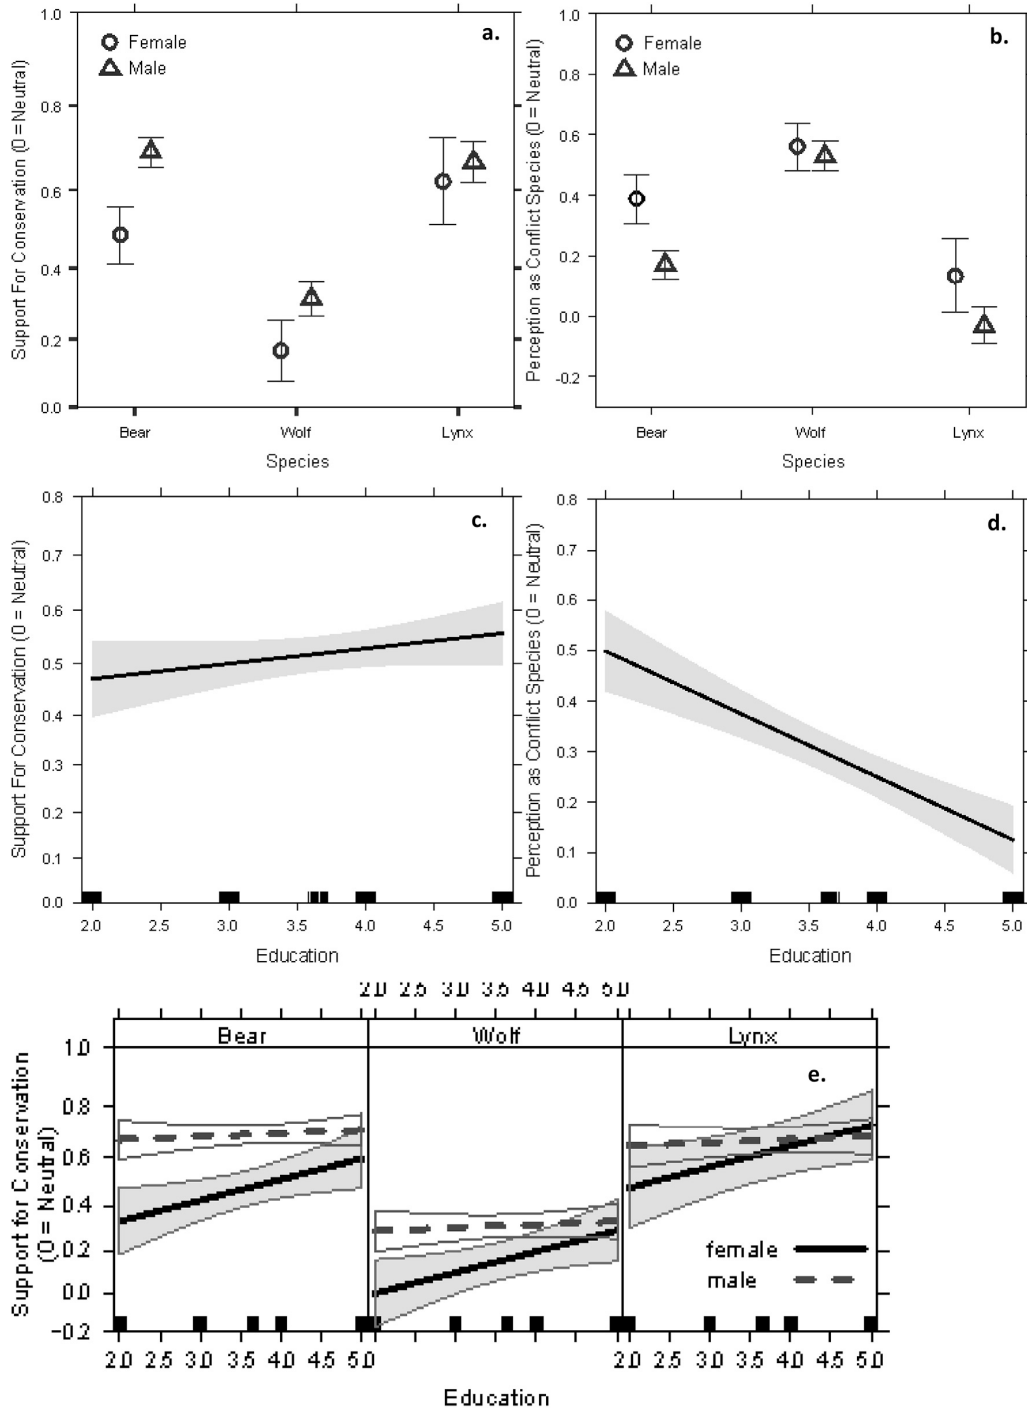 a.
Female
Male
Support For Conservation (0 = Neutral)
1.0
0.8
0.6
0.4
0.2
0.0
Bear Wolf Lynx
Species
b.
Female
Male
Perception as Conflict Species (0 = Neutral)
1.0
0.8
0.6
0.4
0.2
0.0
-0.2
Bear Wolf Lynx
Species
c.
Support For Conservation (0 = Neutral)
0.8
0.7
0.6
0.5
0.4
0.3
0.2
0.1
0.0
2.0 2.5 3.0 3.5 4.0 4.5 5.0
Education
d.
Perception as Conflict Species (0 = Neutral)
0.8
0.7
0.6
0.5
0.4
0.3
0.2
0.1
0.0
2.0 2.5 3.0 3.5 4.0 4.5 5.0
Education
2.0 2.5 3.0 3.5 4.0 4.5 5.0
Bear Wolf Lynx
e.
Support for Conservation
(0 = Neutral)
1.0
0.8
0.6
0.4
0.2
0.0
-0.2
female
male
2.0 2.5 3.0 3.5 4.0 4.5 5.0 2.0 2.5 3.0 3.5 4.0 4.5 5.0
Education